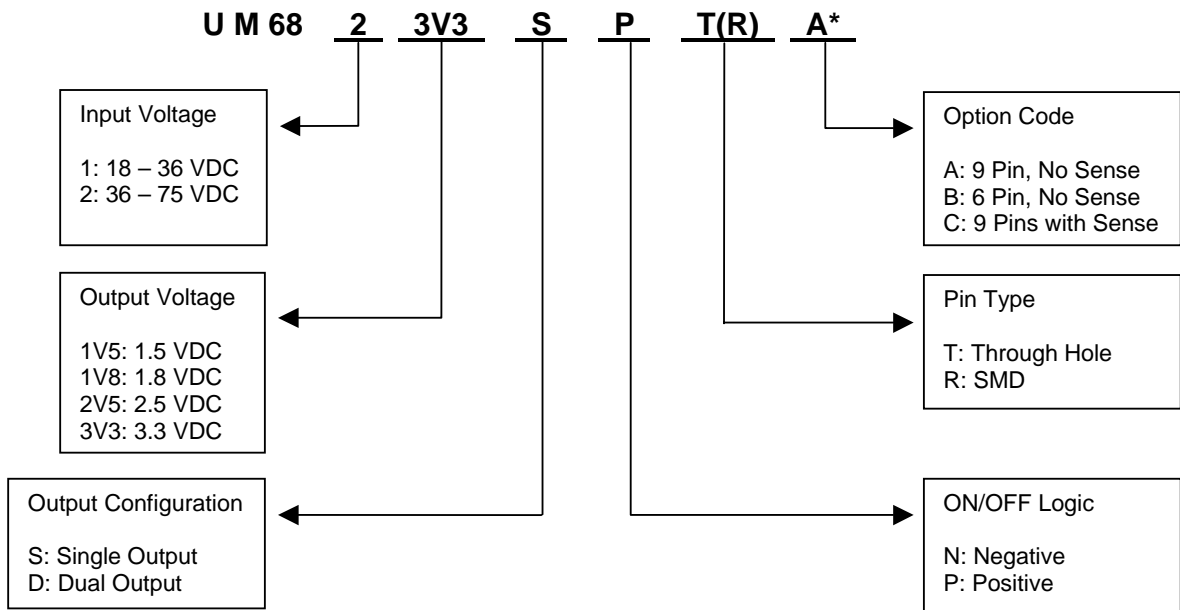 U M 68 2 3V3 S P T(R) A*
Input Voltage
1: 18 – 36 VDC
2: 36 – 75 VDC
Option Code
A: 9 Pin, No Sense
B: 6 Pin, No Sense
C: 9 Pins with Sense
Output Voltage
1V5: 1.5 VDC
1V8: 1.8 VDC
2V5: 2.5 VDC
3V3: 3.3 VDC
Pin Type
T: Through Hole
R: SMD
Output Configuration
S: Single Output
D: Dual Output
ON/OFF Logic
N: Negative
P: Positive